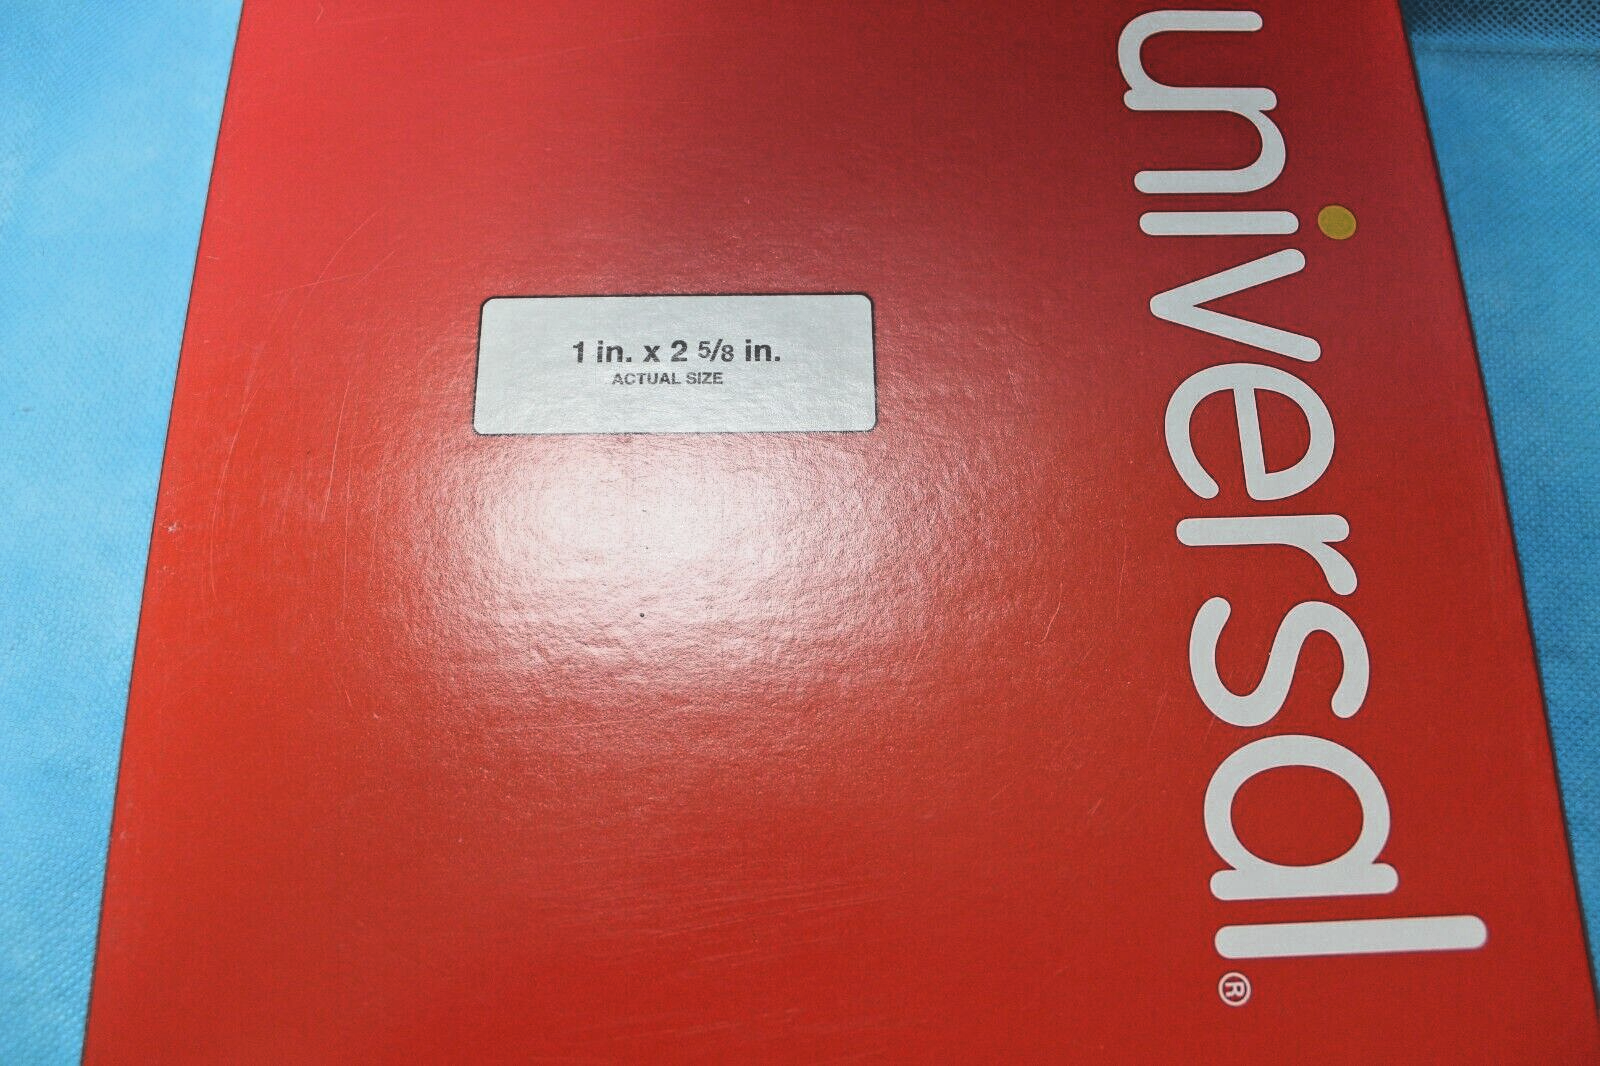 1 in. x 2 5/8 in.
ACTUAL SIZE
universal®